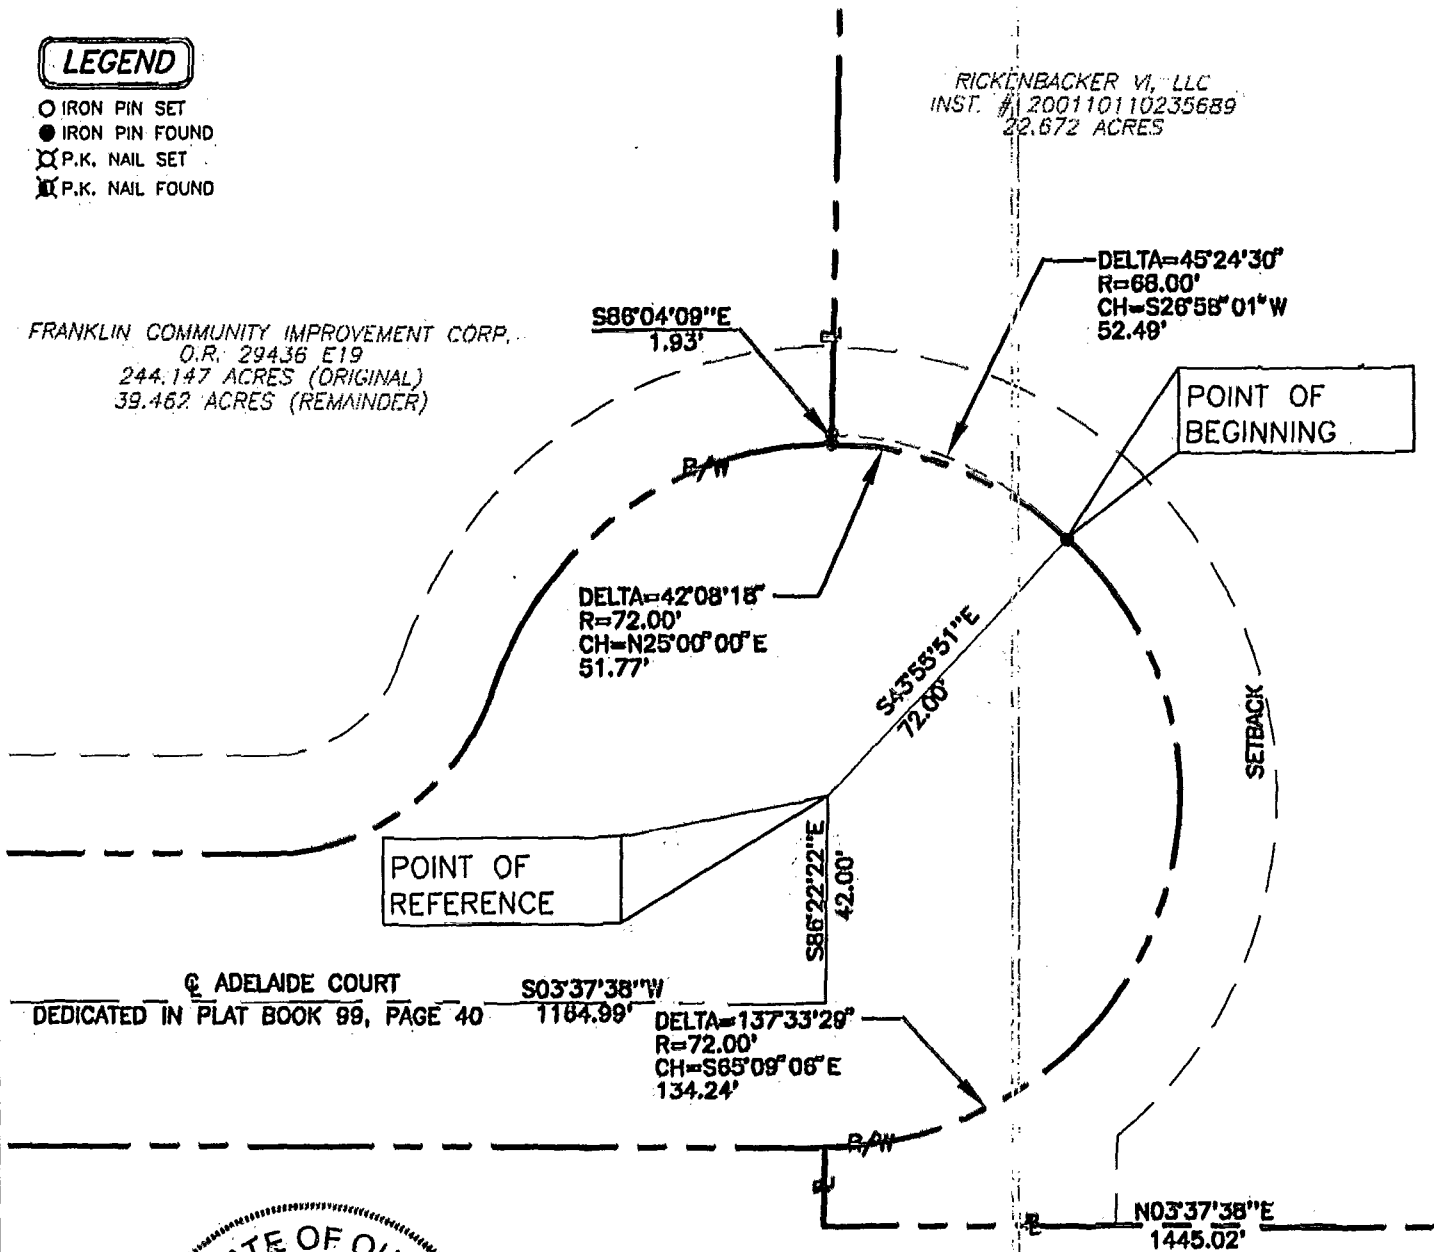 LEGEND
IRON PIN SET
IRON PIN FOUND
P.K. NAIL SET
P.K. NAIL FOUND
RICKENBACKER VI, LLC
INST. # 200110110235689
22.672 ACRES
FRANKLIN COMMUNITY IMPROVEMENT CORP.
O.R. 29436 E19
244.147 ACRES (ORIGINAL)
39.462 ACRES (REMAINDER)
S86°04'09"E
1.93'
DELTA=45°24'30"
R=68.00'
CH=S26°58"01"W
52.49'
POINT OF
BEGINNING
R/W
DELTA=42°08'18"
R=72.00'
CH=N25°00"00"E
51.77'
S43°55'51"E
72.00'
SETBACK
POINT OF
REFERENCE
S86°22'22"E
42.00'
℄ ADELAIDE COURT
DEDICATED IN PLAT BOOK 99, PAGE 40
S03°37'38"W
1164.99'
DELTA=137°33'29"
R=72.00'
CH=S65°09"06"E
134.24'
R/W
N03°37'38"E
1445.02'
TE OF